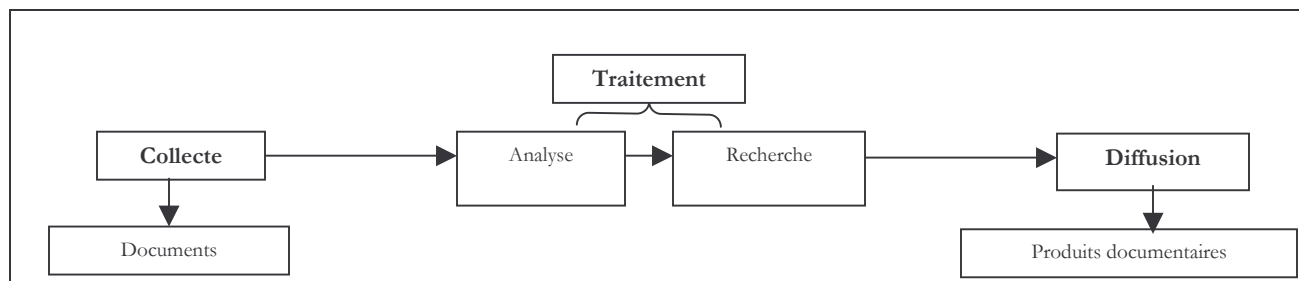 Traitement
Collecte
Analyse
Recherche
Diffusion
Documents
Produits documentaires